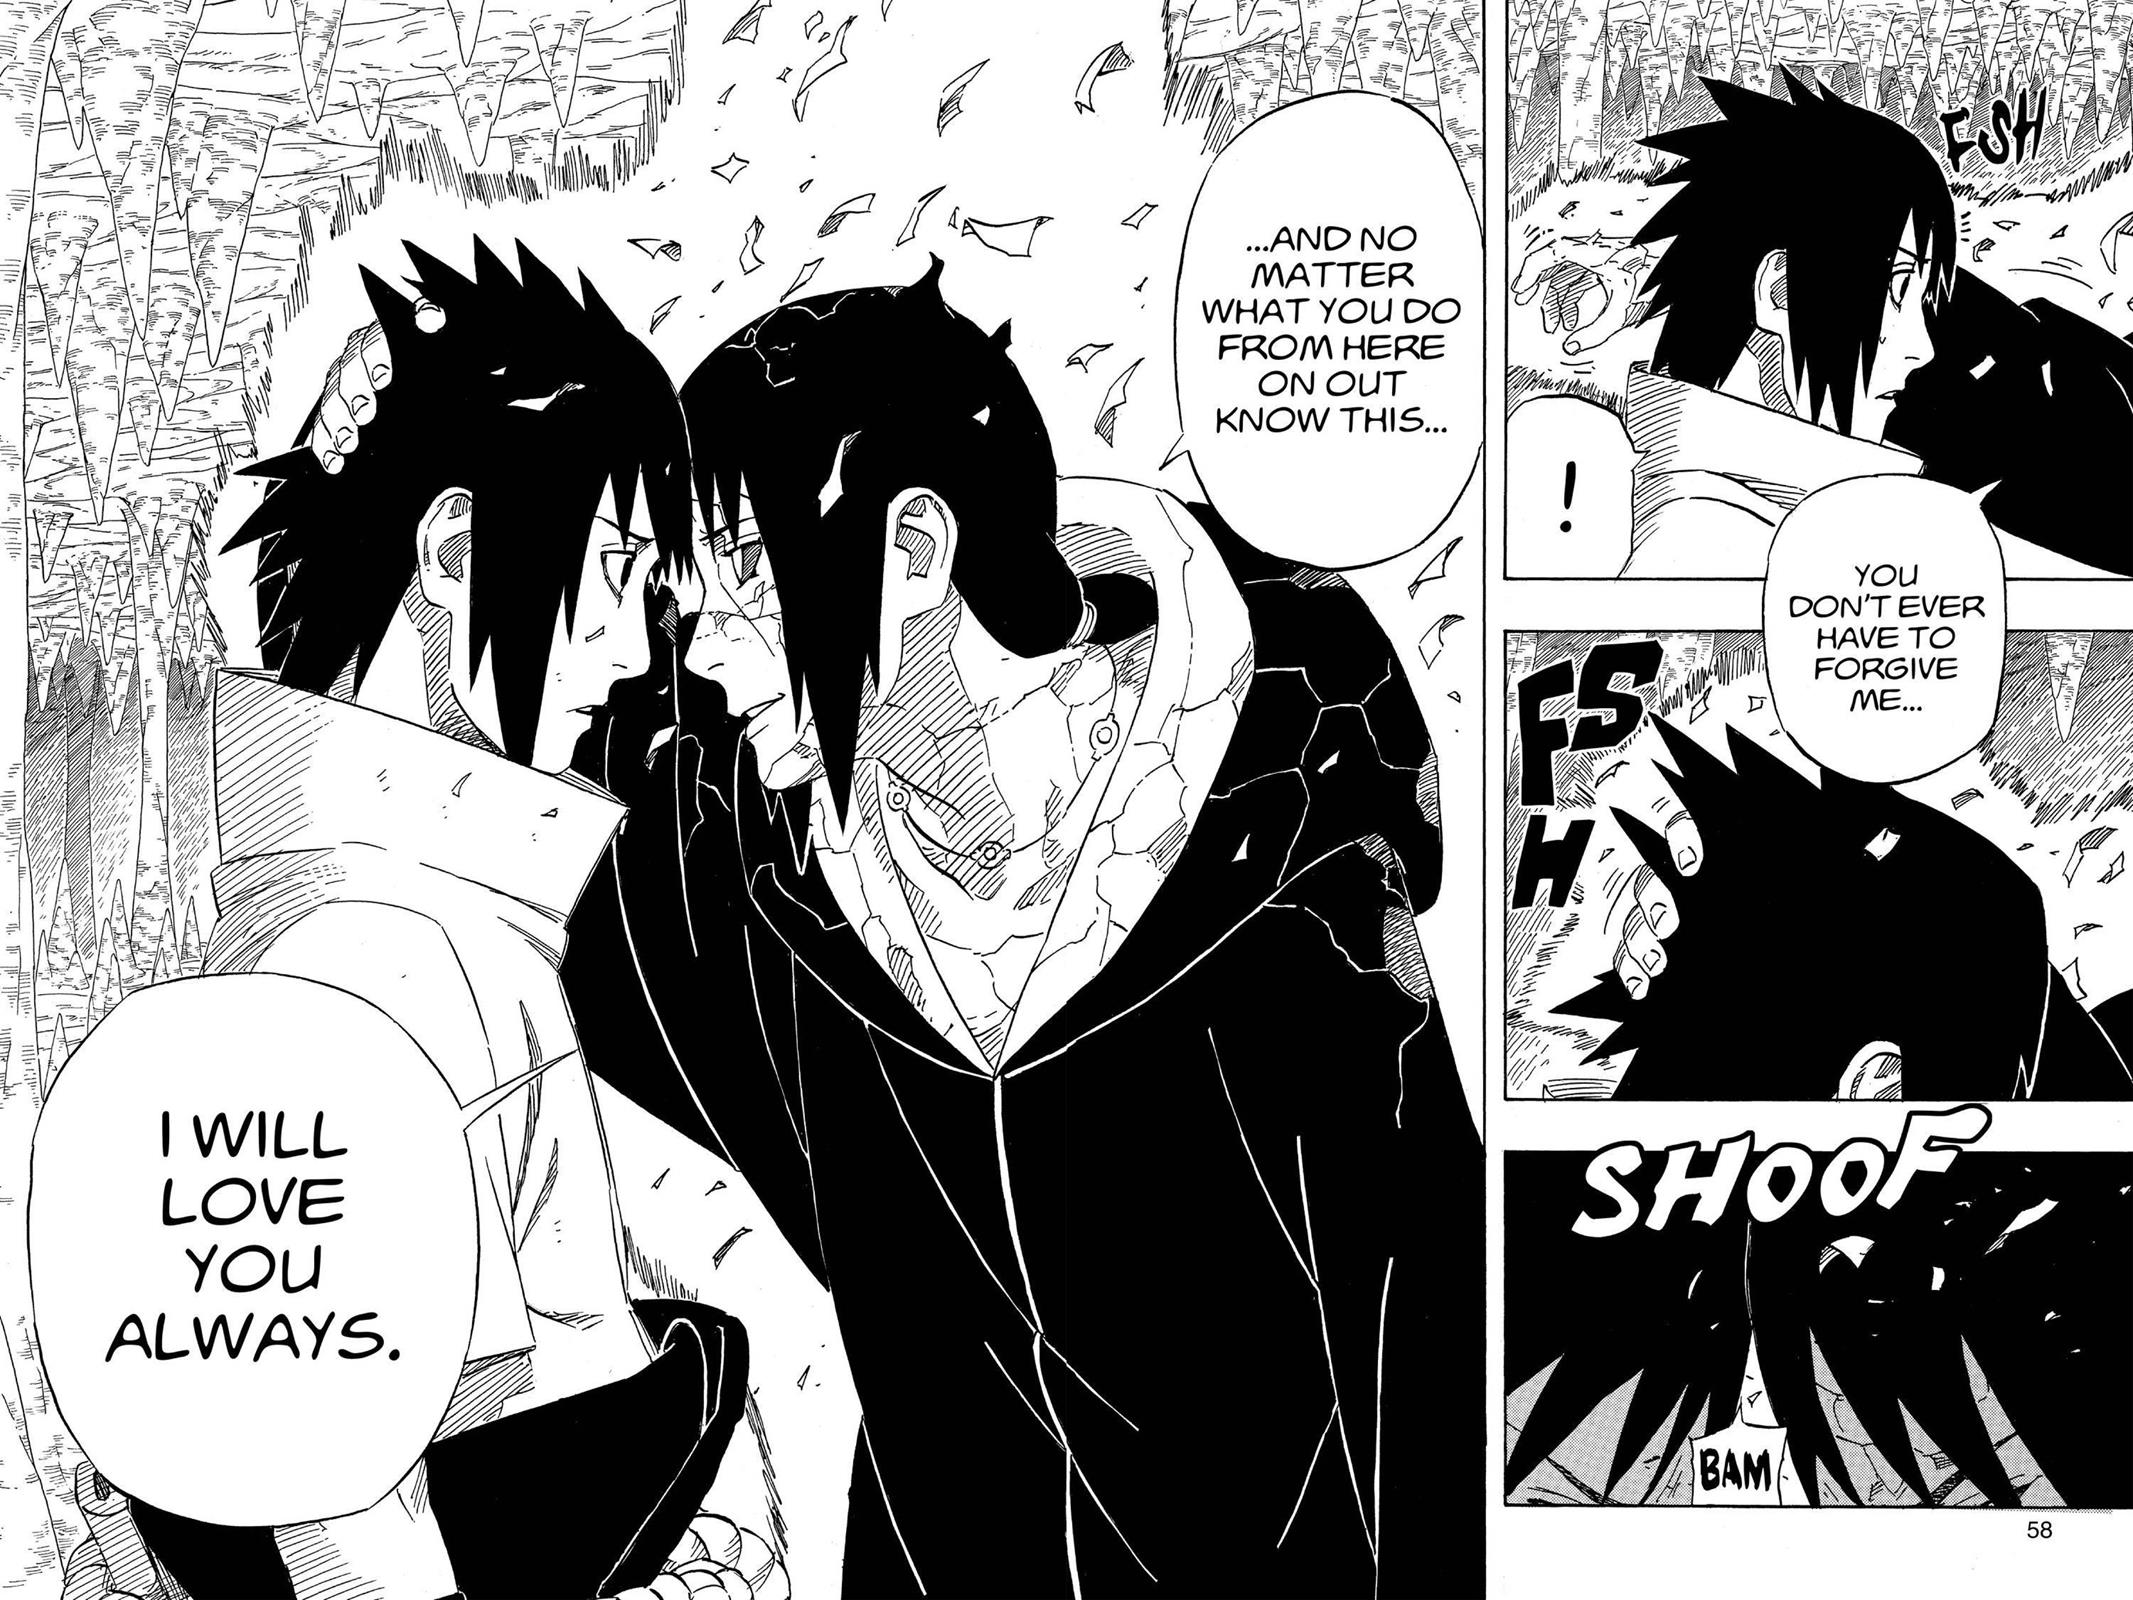 FSH
!
YOU
DON'T EVER
HAVE TO
FORGIVE
ME...
FS
H
SHOOF
BAM
58
...AND NO
MATTER
WHAT YOU DO
FROM HERE
ON OUT
KNOW THIS...
I WILL
LOVE
YOU
ALWAYS.